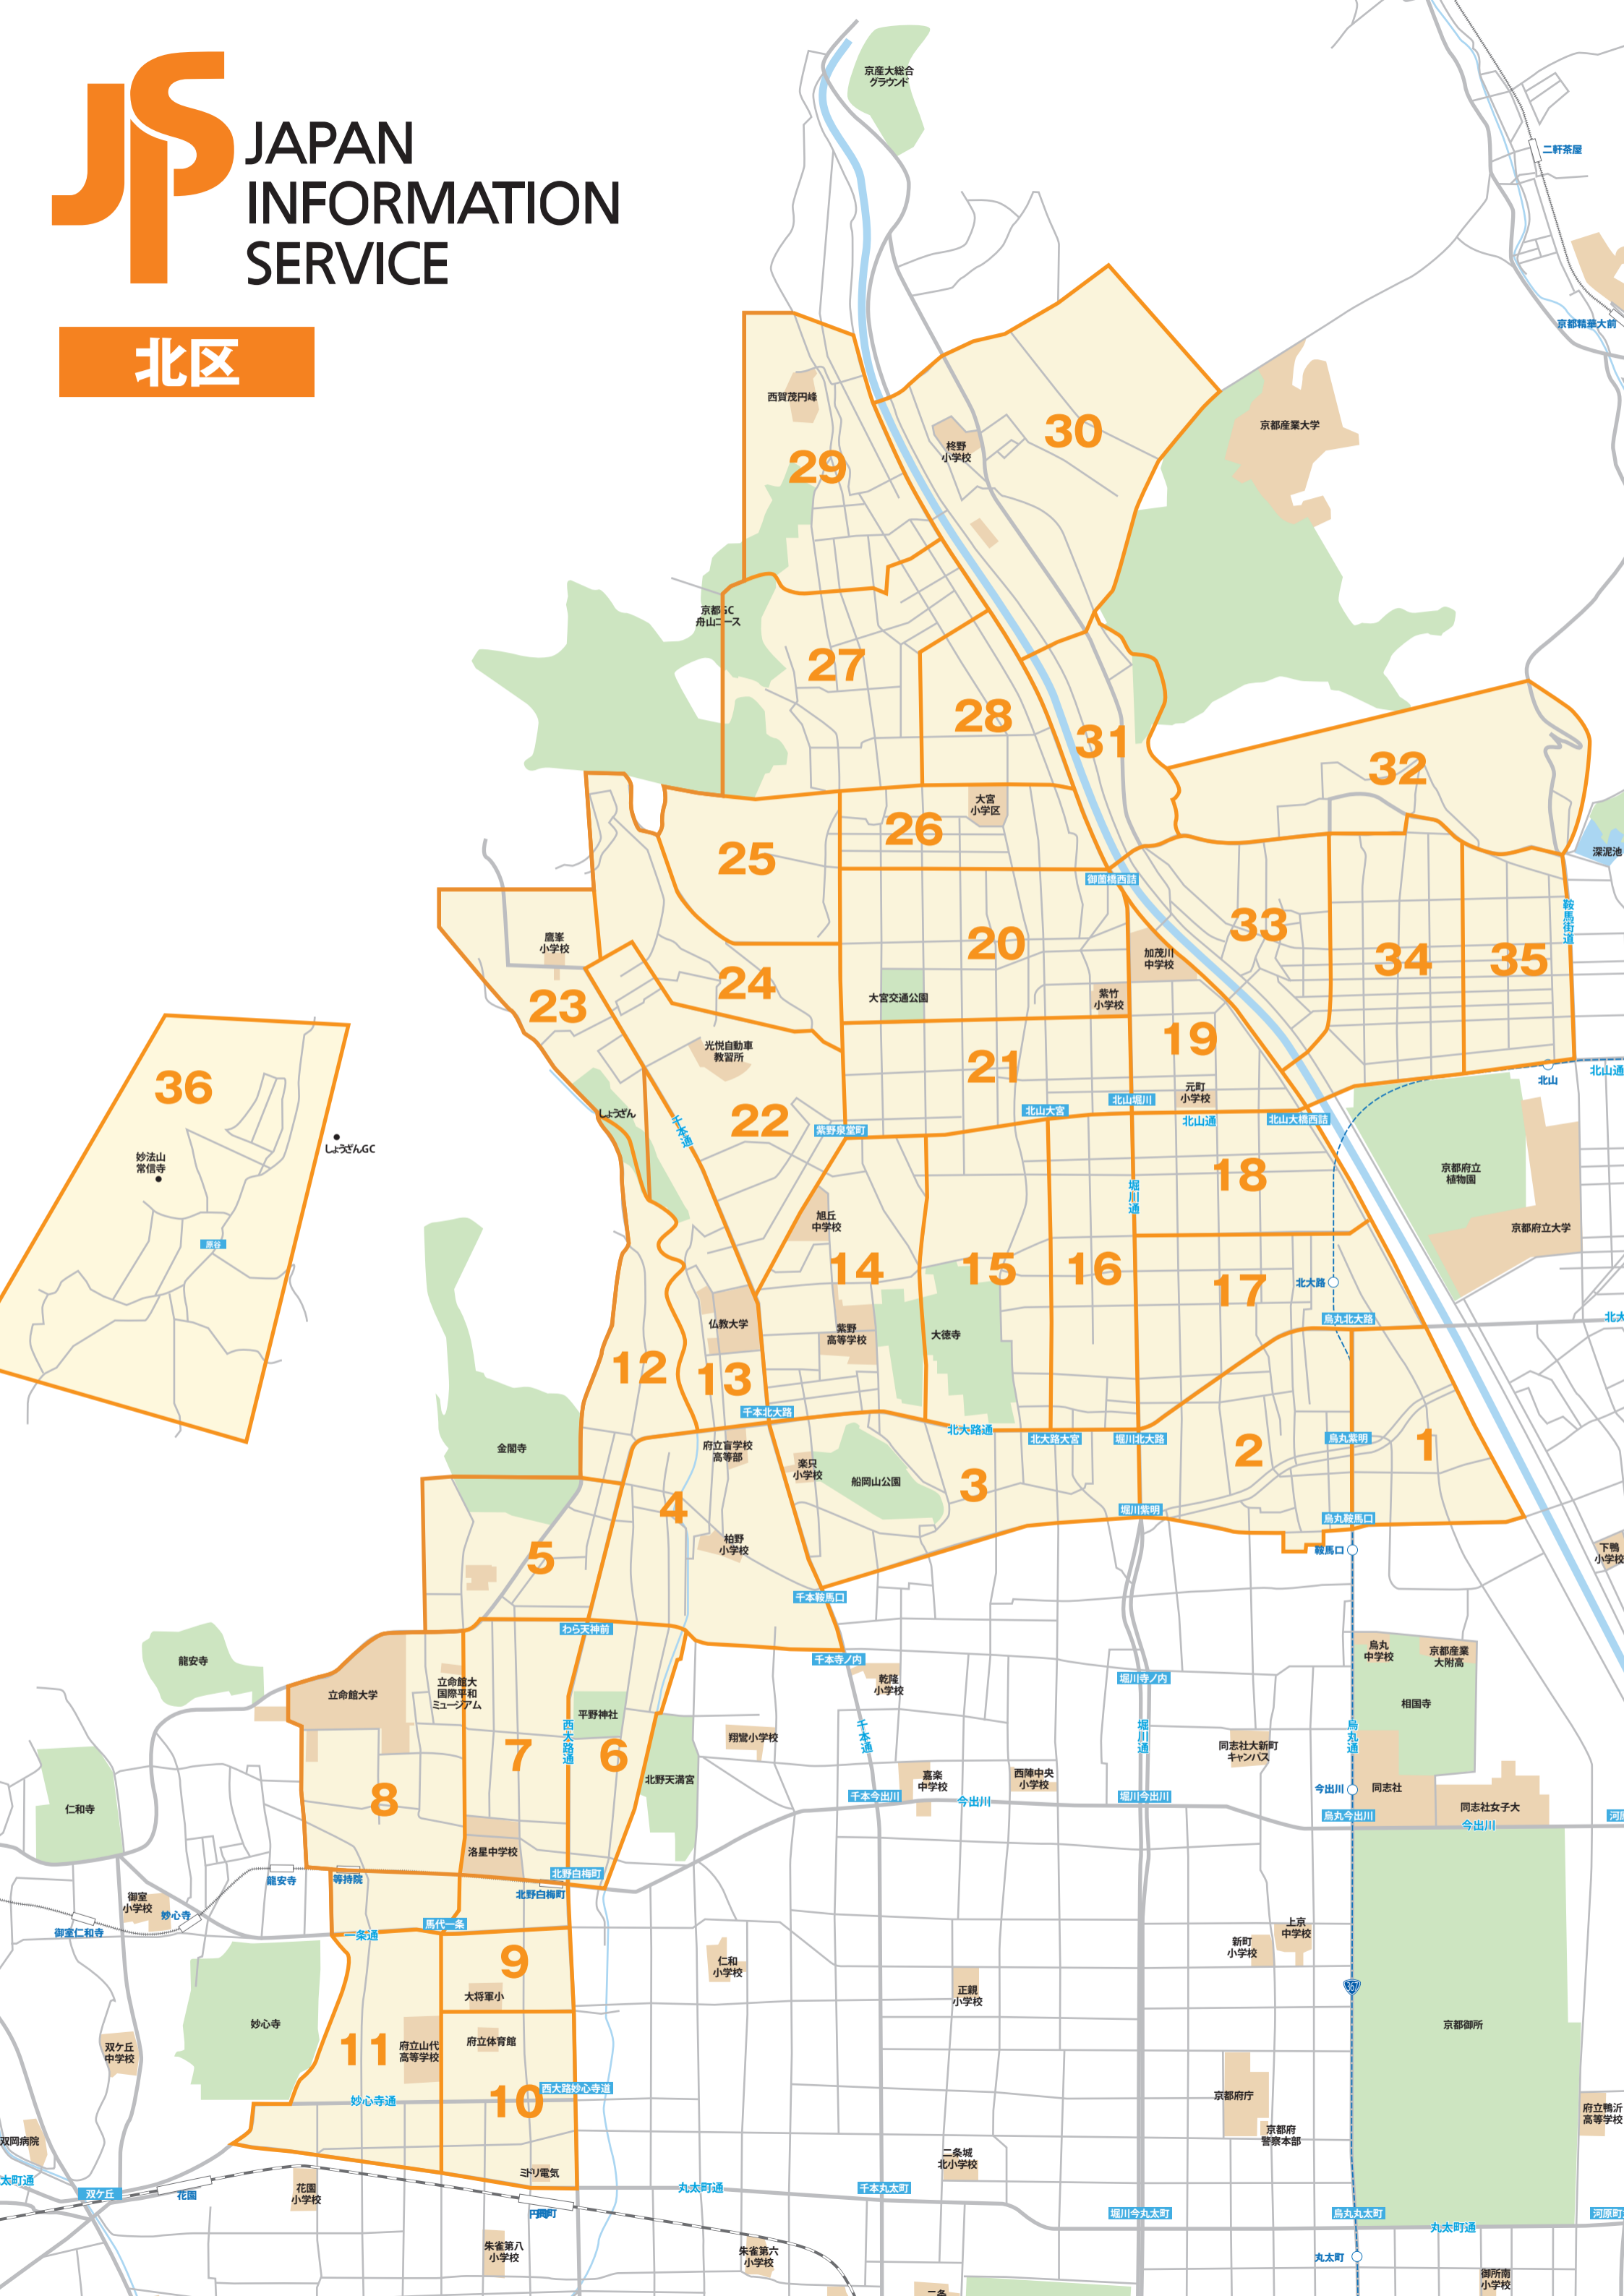 JPS
JAPAN
INFORMATION
SERVICE
北区
京産大総合
グラウンド
二軒茶屋
京都精華大前
西賀茂円峰
29
柊野
小学校
30
京都産業大学
京都GC
舟山コース
27
28
31
32
深泥池
大宮
小学区
26
25
御薗橋西詰
鞍馬街道
鷹峯
小学校
23
24
20
加茂川
中学校
33
34
35
大宮交通公園
紫竹
小学校
光悦自動車
教習所
19
21
元町
小学校
北山
北山通
36
しょうざん
千本通
22
紫野泉堂町
北山大宮
北山堀川
北山通
北山大橋西詰
しょうざんGC
妙法山
常信寺
原谷
堀川通
18
京都府立
植物園
京都府立大学
旭丘
中学校
14
15
16
17
北大路
烏丸北大路
北大
仏教大学
紫野
高等学校
大徳寺
12
13
千本北大路
北大路通
北大路大宮
堀川北大路
烏丸紫明
2
1
金閣寺
府立盲学校
高等部
楽只
小学校
船岡山公園
3
4
堀川紫明
烏丸鞍馬口
鞍馬口
柏野
小学校
5
下鴨
小学校
千本鞍馬口
わら天神前
千本寺ノ内
龍安寺
立命館大学
立命館大
国際平和
ミュージアム
平野神社
西大路通
7
6
8
乾隆
小学校
堀川寺ノ内
烏丸
中学校
京都産業
大附高
相国寺
翔鸞小学校
千本通
堀川通
烏丸通
同志社大新町
キャンパス
北野天満宮
嘉楽
中学校
西陣中央
小学校
今出川
同志社
千本今出川
今出川
堀川今出川
烏丸今出川
同志社女子大
今出川
河原
仁和寺
洛星中学校
北野白梅町
北野白梅町
龍安寺
等持院
御室
小学校
妙心寺
御室仁和寺
一条通
馬代一条
9
仁和
小学校
上京
中学校
新町
小学校
367
大将軍小
正親
小学校
妙心寺
双ケ丘
中学校
11
府立山代
高等学校
府立体育館
京都御所
10
西大路妙心寺道
妙心寺通
京都府庁
京都府
警察本部
府立鴨沂
高等学校
双岡病院
太町通
双ケ丘
花園
花園
小学校
ミドリ電気
二条城
北小学校
丸太町通
千本丸太町
堀川今丸太町
烏丸丸太町
丸太町通
河原町
丸太町
朱雀第八
小学校
朱雀第六
小学校
御所南
小学校